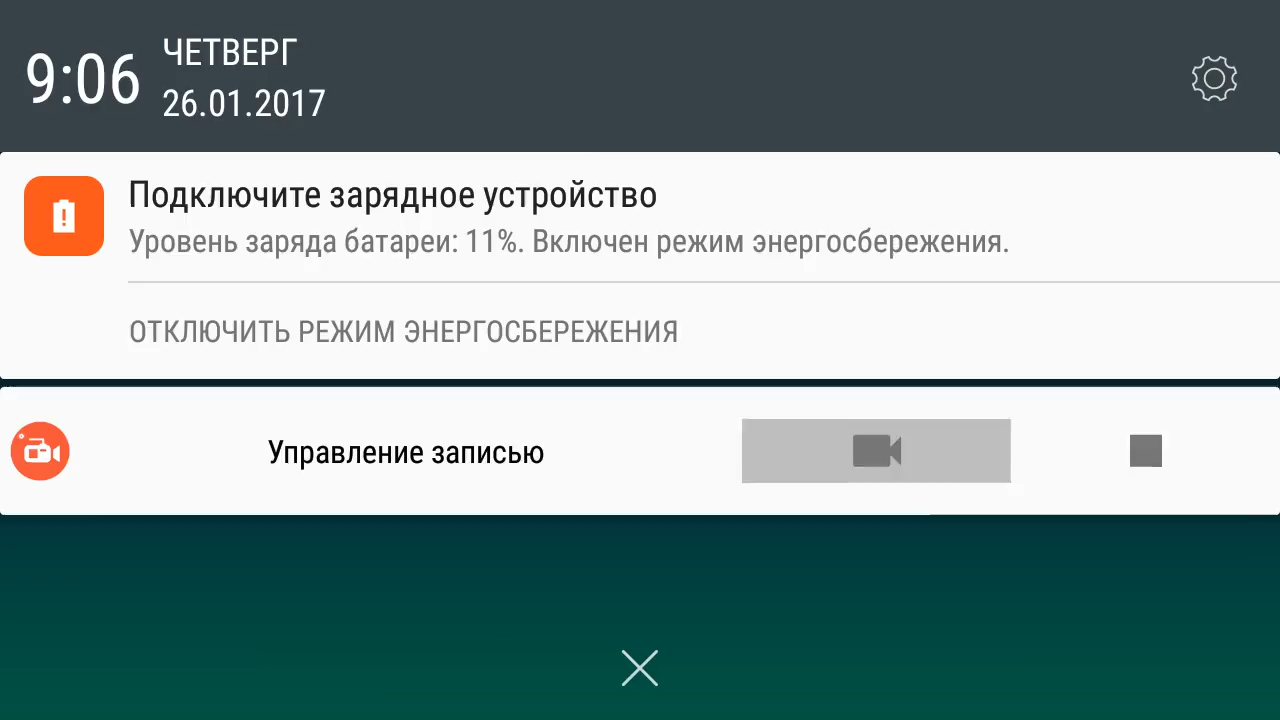 9:06
ЧЕТВЕРГ
26.01.2017
Подключите зарядное устройство
Уровень заряда батареи: 11%. Включен режим энергосбережения.
ОТКЛЮЧИТЬ РЕЖИМ ЭНЕРГОСБЕРЕЖЕНИЯ
Управление записью